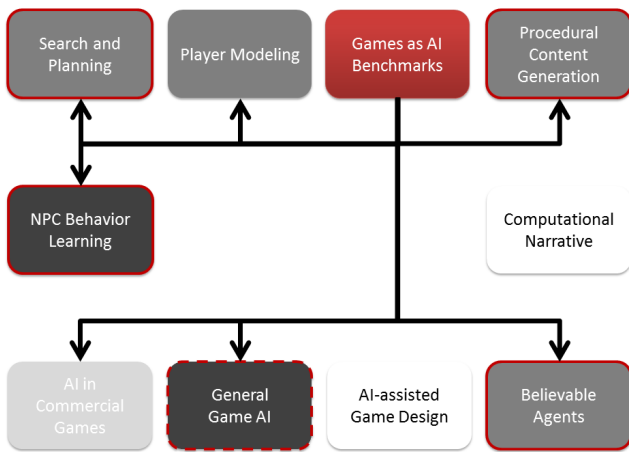 Search and
Planning
Player Modeling
Games as AI
Benchmarks
Procedural
Content
Generation
NPC Behavior
Learning
Computational
Narrative
AI in
Commercial
Games
General
Game AI
AI-assisted
Game Design
Believable
Agents